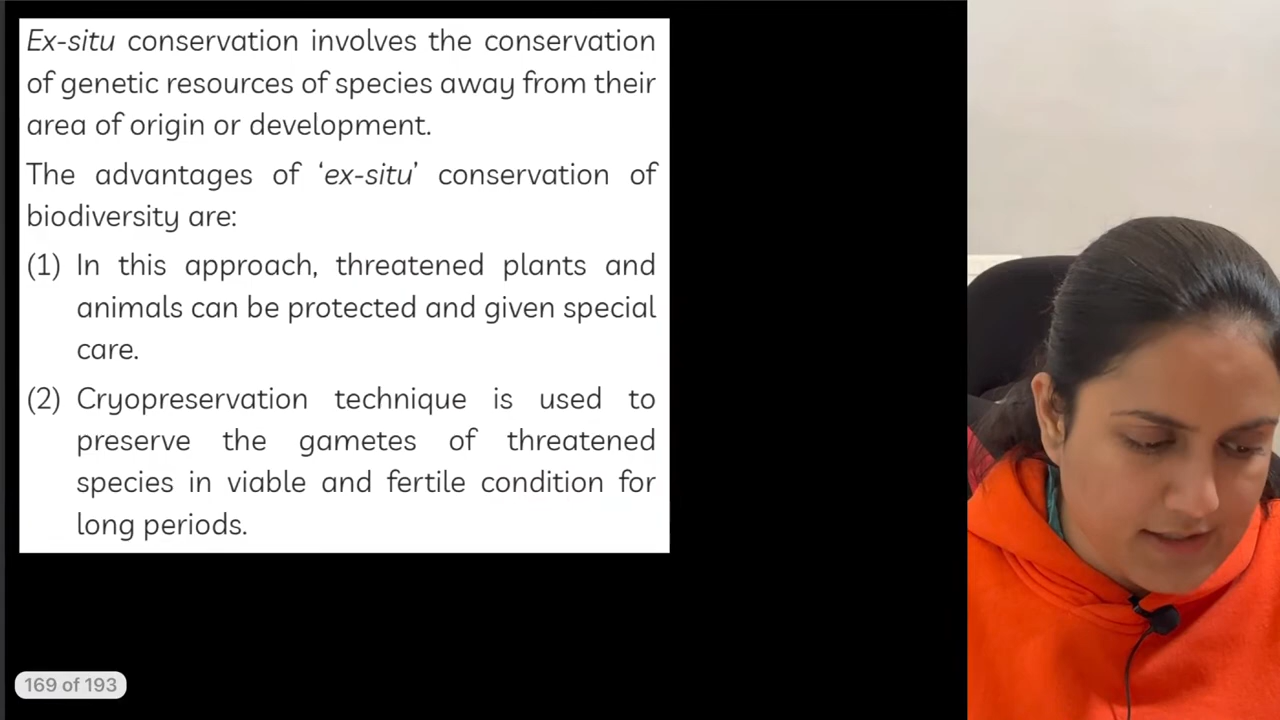 Ex-situ conservation involves the conservation
of genetic resources of species away from their
area of origin or development.
The advantages of ‘ex-situ’ conservation of
biodiversity are:
(1) In this approach, threatened plants and
animals can be protected and given special
care.
(2) Cryopreservation technique is used to
preserve the gametes of threatened
species in viable and fertile condition for
long periods.
169 of 193